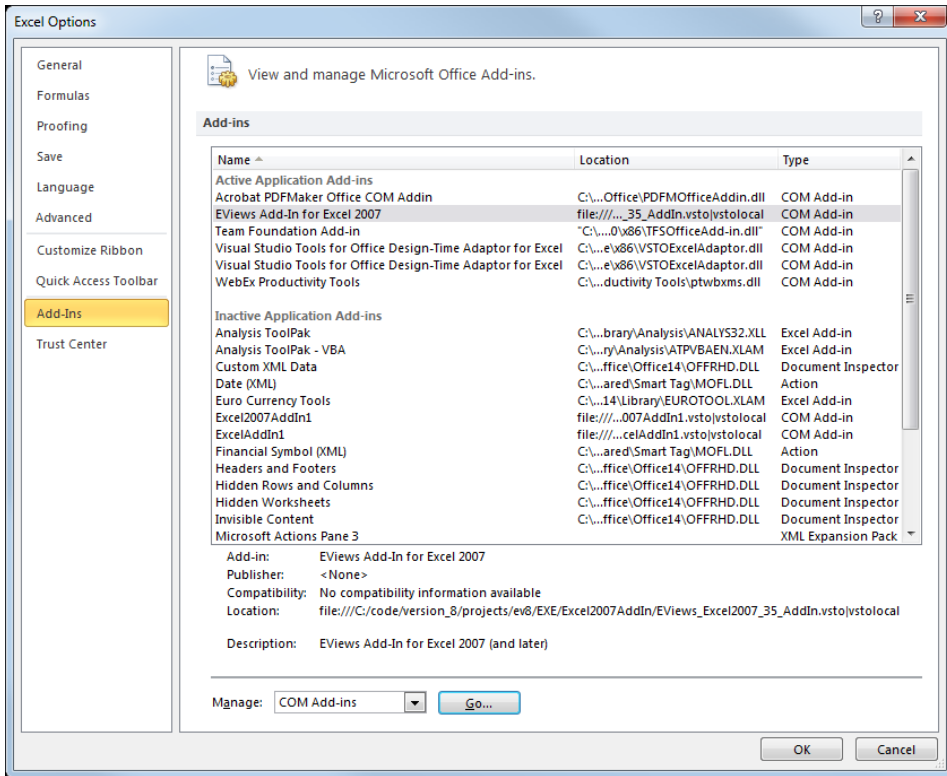 Excel Options
General
Formulas
Proofing
Save
Language
Advanced
Customize Ribbon
Quick Access Toolbar
Add-Ins
Trust Center
View and manage Microsoft Office Add-ins.
Add-ins
Name Location Type
Active Application Add-ins
Acrobat PDFMaker Office COM Addin C:\...Office\PDFMOfficeAddin.dll COM Add-in
EViews Add-In for Excel 2007 file:///..._35_AddIn.vsto|vstolocal COM Add-in
Team Foundation Add-in "C:\...0\x86\TFSOfficeAdd-in.dll" COM Add-in
Visual Studio Tools for Office Design-Time Adaptor for Excel C:\...e\x86\VSTOExcelAdaptor.dll COM Add-in
Visual Studio Tools for Office Design-Time Adaptor for Excel C:\...e\x86\VSTOExcelAdaptor.dll COM Add-in
WebEx Productivity Tools C:\...ductivity Tools\ptwbxms.dll COM Add-in
Inactive Application Add-ins
Analysis ToolPak C:\...brary\Analysis\ANALYS32.XLL Excel Add-in
Analysis ToolPak - VBA C:\...ry\Analysis\ATPVBAEN.XLAM Excel Add-in
Custom XML Data C:\...ffice\Office14\OFFRHD.DLL Document Inspector
Date (XML) C:\...ared\Smart Tag\MOFL.DLL Action
Euro Currency Tools C:\...14\Library\EUROTOOL.XLAM Excel Add-in
Excel2007AddIn1 file:///...007AddIn1.vsto|vstolocal COM Add-in
ExcelAddIn1 file:///...celAddIn1.vsto|vstolocal COM Add-in
Financial Symbol (XML) C:\...ared\Smart Tag\MOFL.DLL Action
Headers and Footers C:\...ffice\Office14\OFFRHD.DLL Document Inspector
Hidden Rows and Columns C:\...ffice\Office14\OFFRHD.DLL Document Inspector
Hidden Worksheets C:\...ffice\Office14\OFFRHD.DLL Document Inspector
Invisible Content C:\...ffice\Office14\OFFRHD.DLL Document Inspector
Microsoft Actions Pane 3 XML Expansion Pack
Add-in: EViews Add-In for Excel 2007
Publisher: <None>
Compatibility: No compatibility information available
Location: file:///C:/code/version_8/projects/ev8/EXE/Excel2007AddIn/EViews_Excel2007_35_AddIn.vsto|vstolocal
Description: EViews Add-In for Excel 2007 (and later)
Manage: COM Add-ins Go...
OK Cancel